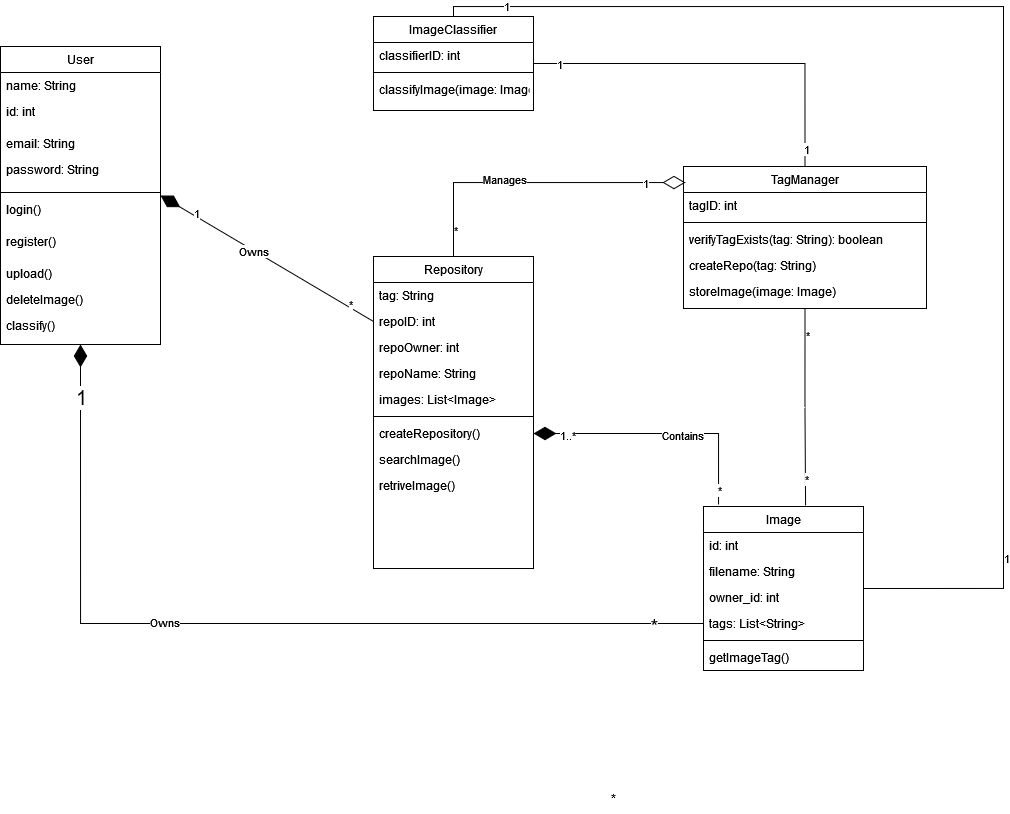 1
ImageClassifier
classifierID: int
classifyImage(image: Imag
1
1
User
name: String
id: int
email: String
password: String
login()
register()
upload()
deleteImage()
classify()
1
Owns
*
Manages
1
*
TagManager
tagID: int
verifyTagExists(tag: String): boolean
createRepo(tag: String)
storeImage(image: Image)
*
*
Repository
tag: String
repoID: int
repoOwner: int
repoName: String
images: List<Image>
createRepository()
searchImage()
retriveImage()
1..*
Contains
*
1
Image
id: int
filename: String
owner_id: int
tags: List<String>
getImageTag()
1
Owns
*
*